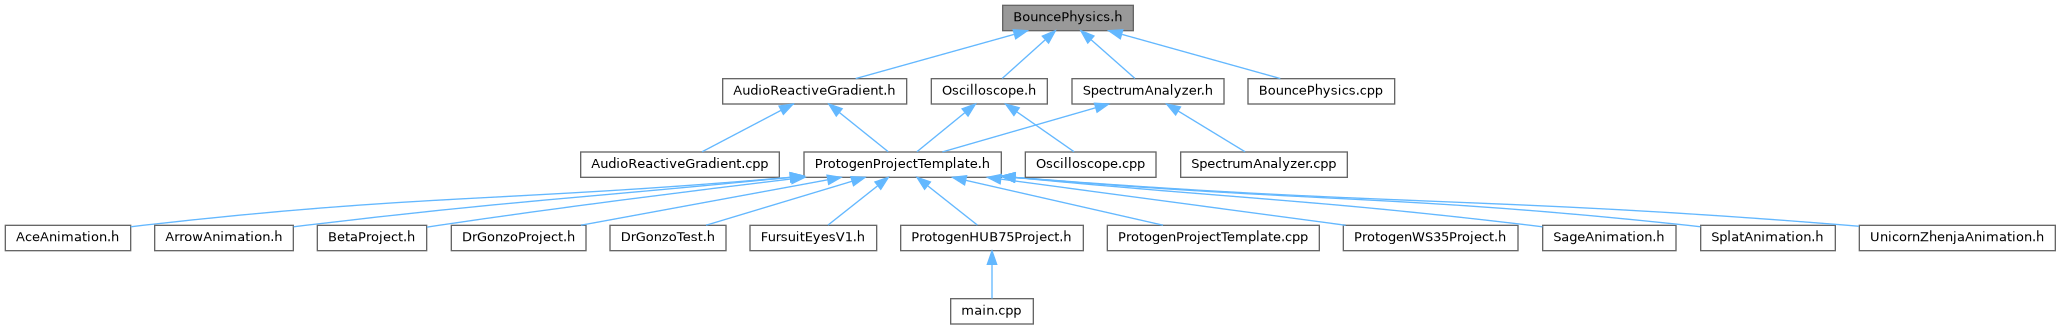 BouncePhysics.h
AudioReactiveGradient.h
Oscilloscope.h
SpectrumAnalyzer.h
BouncePhysics.cpp
AudioReactiveGradient.cpp
ProtogenProjectTemplate.h
Oscilloscope.cpp
SpectrumAnalyzer.cpp
AceAnimation.h
ArrowAnimation.h
BetaProject.h
DrGonzoProject.h
DrGonzoTest.h
FursuitEyesV1.h
ProtogenHUB75Project.h
ProtogenProjectTemplate.cpp
ProtogenWS35Project.h
SageAnimation.h
SplatAnimation.h
UnicornZhenjaAnimation.h
main.cpp